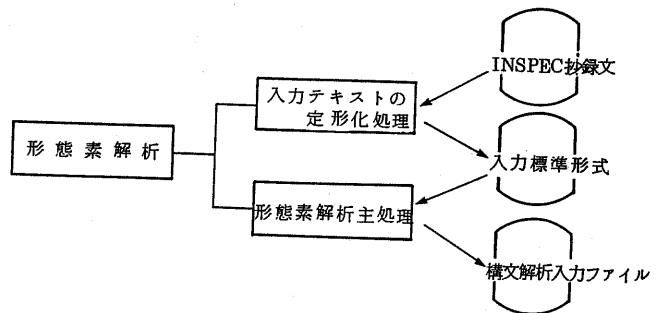 INSPEC抄録文
入力テキストの
定形化処理
形態素解析
入力標準形式
形態素解析主処理
構文解析入力ファイル